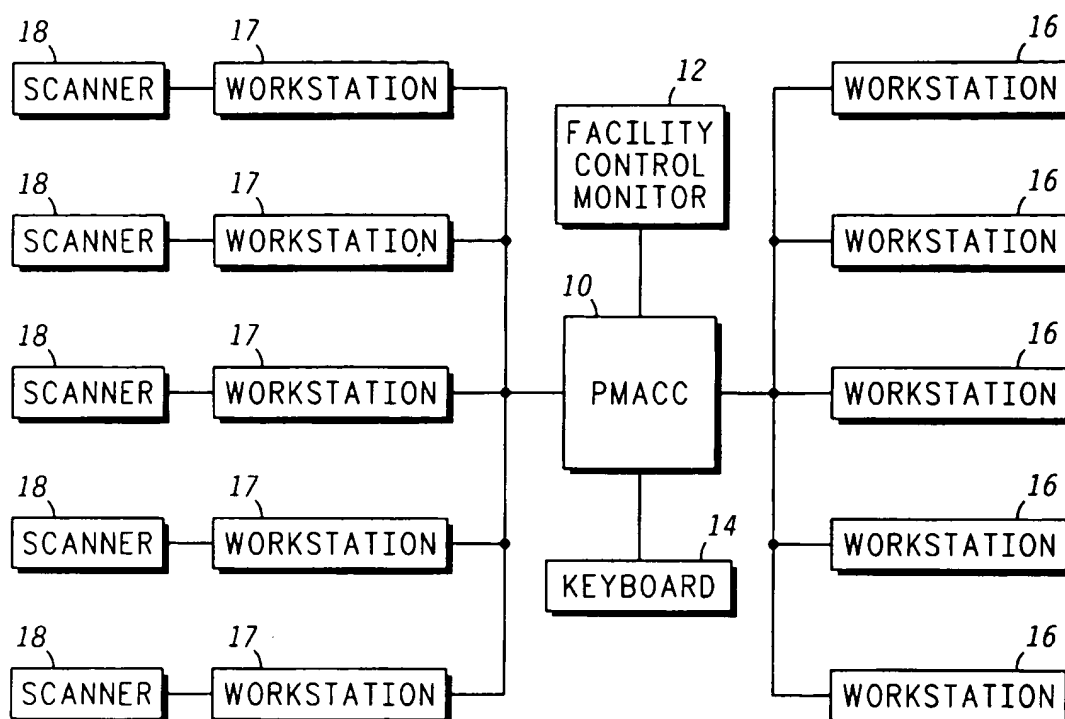 18 17 16
SCANNER WORKSTATION WORKSTATION
12
FACILITY
CONTROL
MONITOR
18 17 16
SCANNER WORKSTATION WORKSTATION
10
18 17 16
SCANNER WORKSTATION PMACC WORKSTATION
18 17 16
SCANNER WORKSTATION WORKSTATION
14
KEYBOARD
18 17 16
SCANNER WORKSTATION WORKSTATION